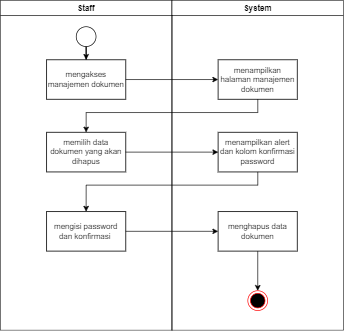 Staff
System
mengakses
manajemen dokumen
menampilkan
halaman manajemen
dokumen
memilih data
dokumen yang akan
dihapus
menampilkan alert
dan kolom konfirmasi
password
mengisi password
dan konfirmasi
menghapus data
dokumen